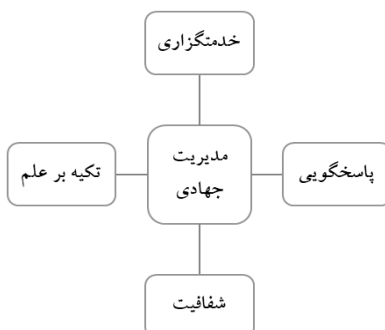 خدمتگزاری
پاسخگویی
مدیریت
جهادی
تکیه بر علم
شفافیت